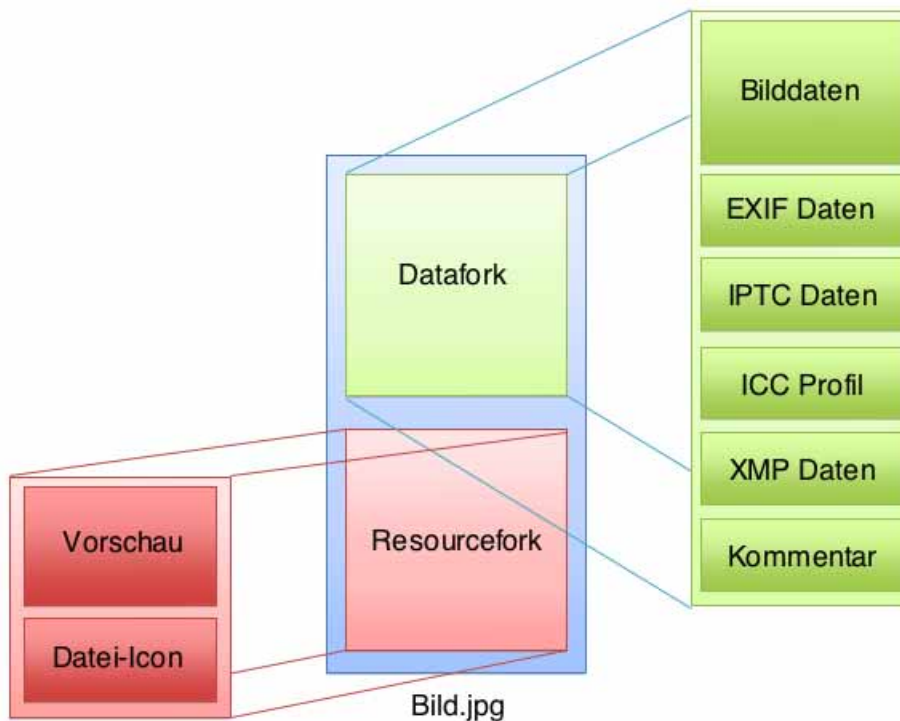 Bilddaten
EXIF Daten
IPTC Daten
ICC Profil
XMP Daten
Kommentar
Datafork
Resourcefork
Vorschau
Datei-Icon
Bild.jpg